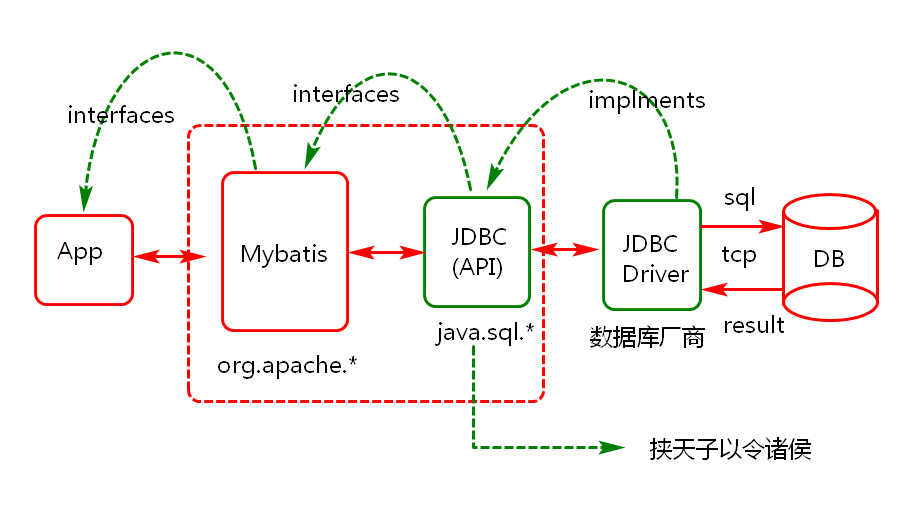 interfaces
interfaces
implments
App
Mybatis
JDBC
(API)
JDBC
Driver
sql
tcp
result
DB
org.apache.*
java.sql.*
数据库厂商
挟天子以令诸侯